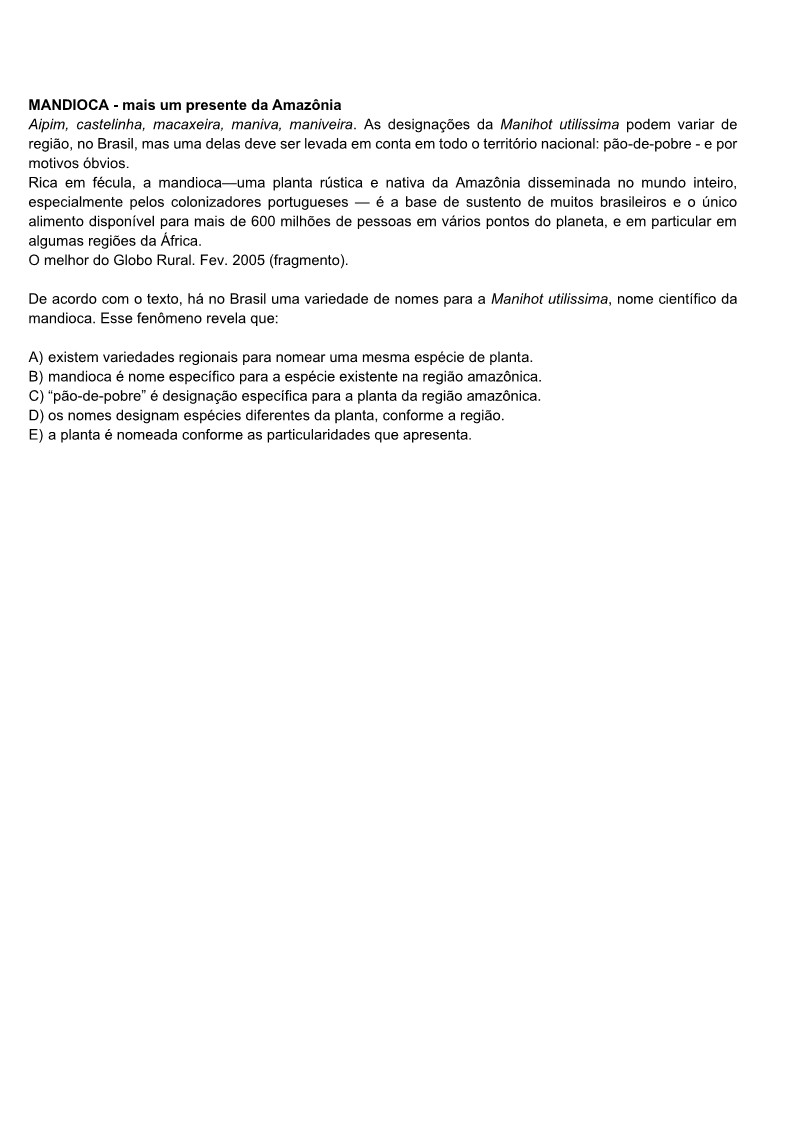 MANDIOCA - mais um presente da Amazônia
Aipim, castelinha, macaxeira, maniva, maniveira. As designações da Manihot utilissima podem variar de
região, no Brasil, mas uma delas deve ser levada em conta em todo o território nacional: pão-de-pobre - e por
motivos óbvios.
Rica em fécula, a mandioca—uma planta rústica e nativa da Amazônia disseminada no mundo inteiro,
especialmente pelos colonizadores portugueses — é a base de sustento de muitos brasileiros e o único
alimento disponível para mais de 600 milhões de pessoas em vários pontos do planeta, e em particular em
algumas regiões da África.
O melhor do Globo Rural. Fev. 2005 (fragmento).
De acordo com o texto, há no Brasil uma variedade de nomes para a Manihot utilissima, nome científico da
mandioca. Esse fenômeno revela que:
A) existem variedades regionais para nomear uma mesma espécie de planta.
B) mandioca é nome específico para a espécie existente na região amazônica.
C) “pão-de-pobre” é designação específica para a planta da região amazônica.
D) os nomes designam espécies diferentes da planta, conforme a região.
E) a planta é nomeada conforme as particularidades que apresenta.